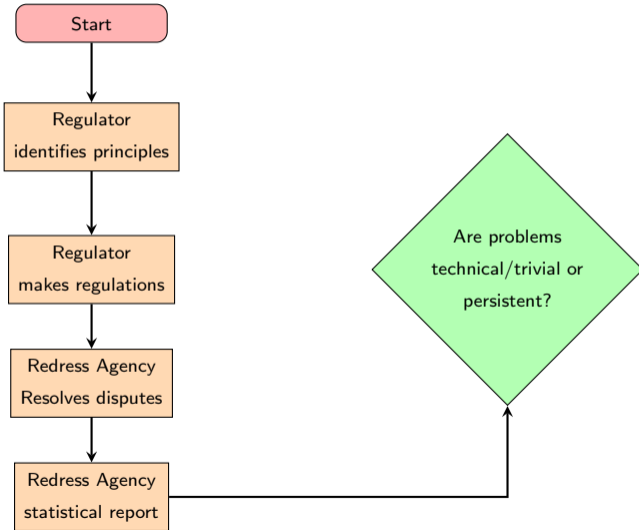 Start
Regulator
identifies principles
Regulator
makes regulations
Redress Agency
Resolves disputes
Redress Agency
statistical report
Are problems
technical/trivial or
persistent?